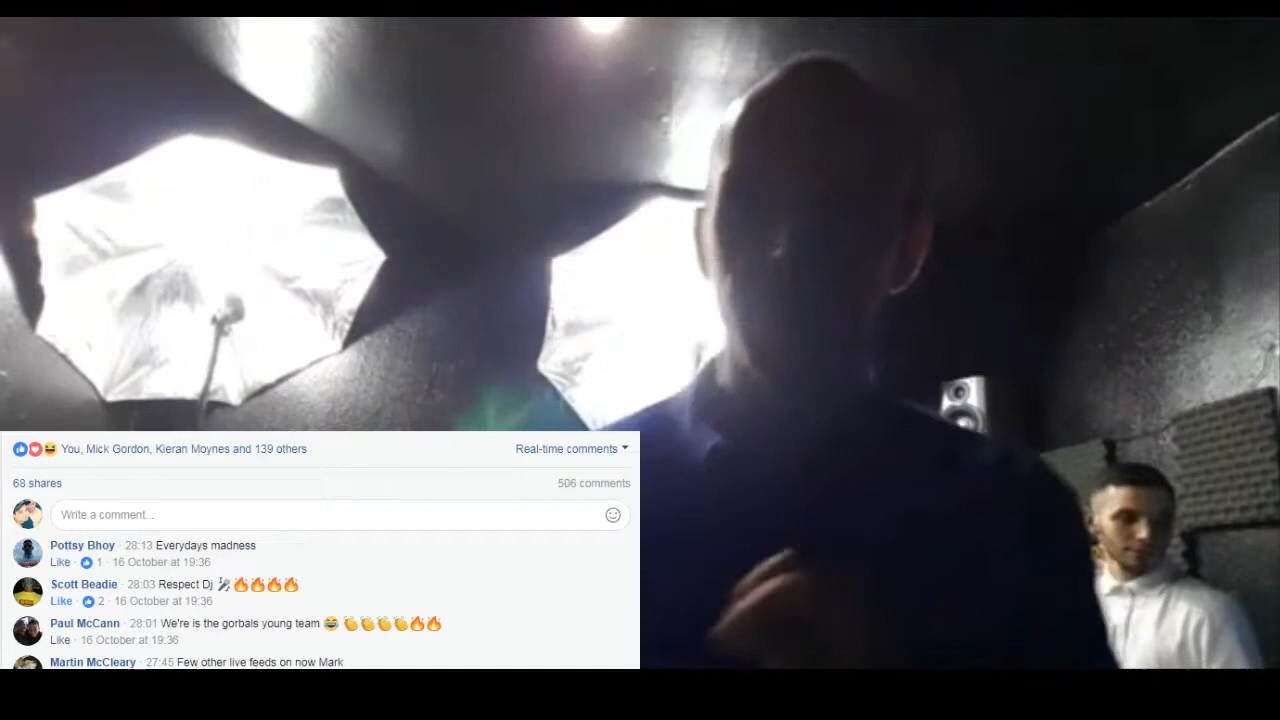 You, Mick Gordon, Kieran Moynes and 139 others
Real-time comments
68 shares
506 comments
Write a comment...
Pottsy Bhoy · 28:13 Everydays madness
Like · 1 · 16 October at 19:36
Scott Beadie · 28:03 Respect Dj 🎤🔥🔥🔥🔥
Like · 2 · 16 October at 19:36
Paul McCann · 28:01 We're is the gorbals young team 😂 👏👏👏👏🔥🔥
Like · 16 October at 19:36
Martin McCleary · 27:45 Few other live feeds on now Mark